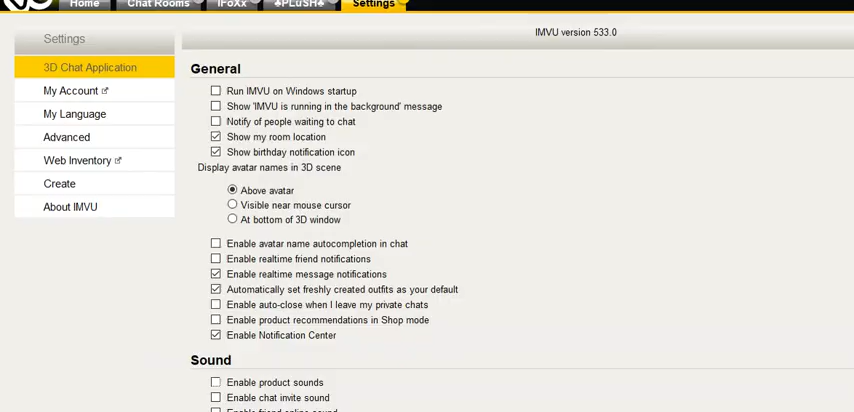 Home
Chat Rooms
iFoXx
♣PLuSH♣
Settings
IMVU version 533.0
Settings
3D Chat Application
My Account
My Language
Advanced
Web Inventory
Create
About IMVU
General
Run IMVU on Windows startup
Show 'IMVU is running in the background' message
Notify of people waiting to chat
Show my room location
Show birthday notification icon
Display avatar names in 3D scene
Above avatar
Visible near mouse cursor
At bottom of 3D window
Enable avatar name autocompletion in chat
Enable realtime friend notifications
Enable realtime message notifications
Automatically set freshly created outfits as your default
Enable auto-close when I leave my private chats
Enable product recommendations in Shop mode
Enable Notification Center
Sound
Enable product sounds
Enable chat invite sound
Enable friend online sound